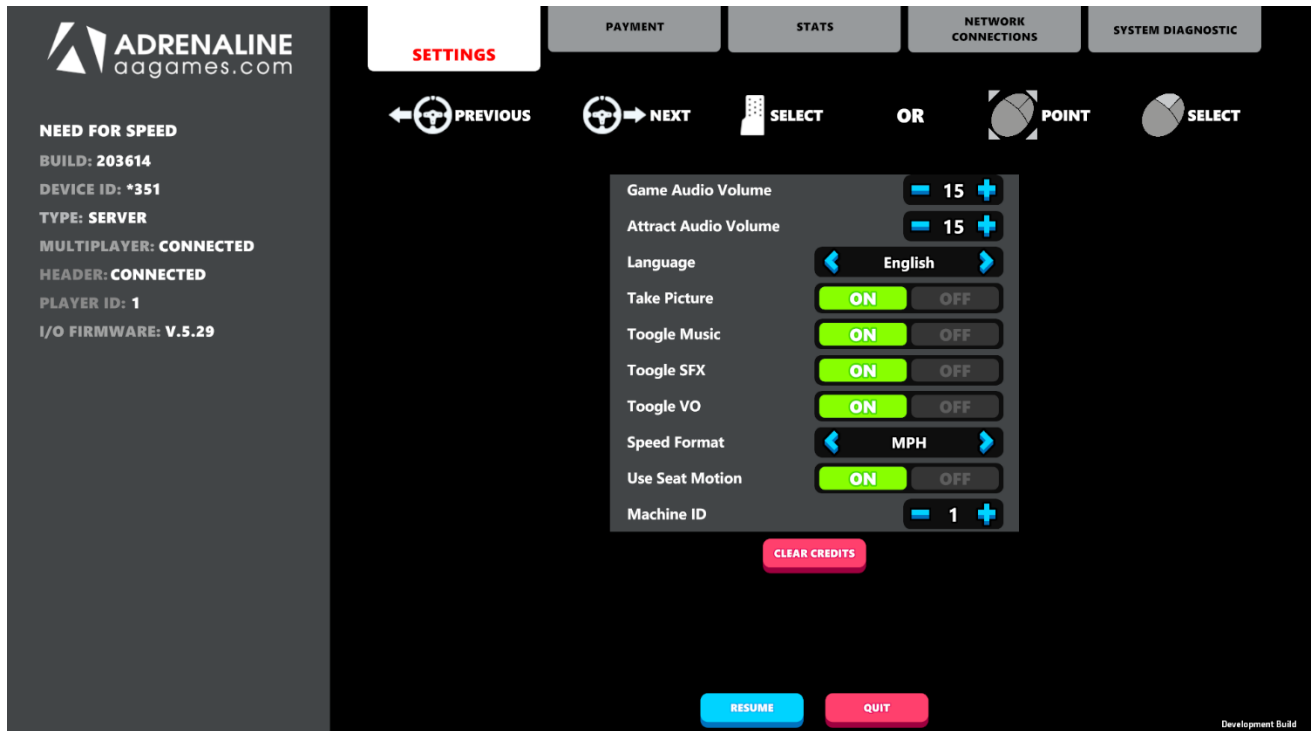 ADRENALINE
aagames.com
NEED FOR SPEED
BUILD: 203614
DEVICE ID: *351
TYPE: SERVER
MULTIPLAYER: CONNECTED
HEADER: CONNECTED
PLAYER ID: 1
I/O FIRMWARE: V.5.29
SETTINGS
PAYMENT
STATS
NETWORK
CONNECTIONS
SYSTEM DIAGNOSTIC
PREVIOUS
NEXT
SELECT
OR
POINT
SELECT
Game Audio Volume 15
Attract Audio Volume 15
Language English
Take Picture ON OFF
Toogle Music ON OFF
Toogle SFX ON OFF
Toogle VO ON OFF
Speed Format MPH
Use Seat Motion ON OFF
Machine ID 1
CLEAR CREDITS
RESUME
QUIT
Development Build